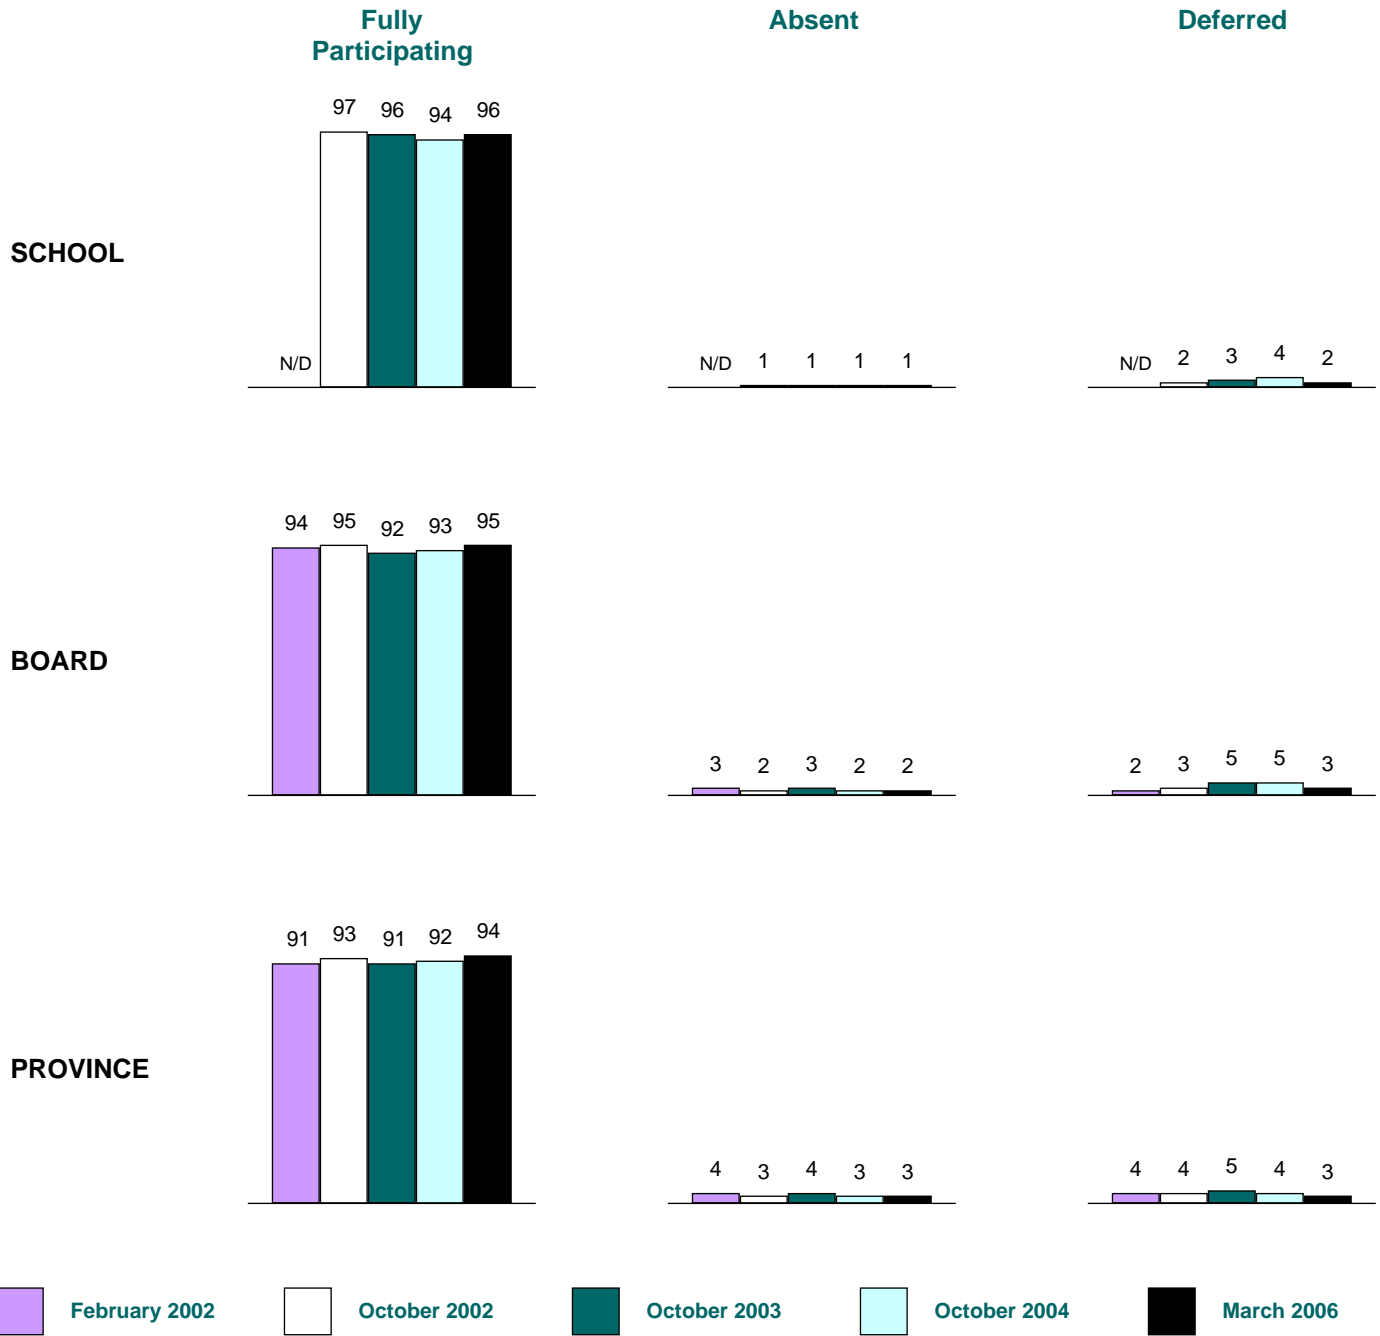 Fully
Participating
Absent
Deferred
SCHOOL
N/D 97 96 94 96
N/D 1 1 1 1
N/D 2 3 4 2
BOARD
94 95 92 93 95
3 2 3 2 2
2 3 5 5 3
PROVINCE
91 93 91 92 94
4 3 4 3 3
4 4 5 4 3
February 2002
October 2002
October 2003
October 2004
March 2006